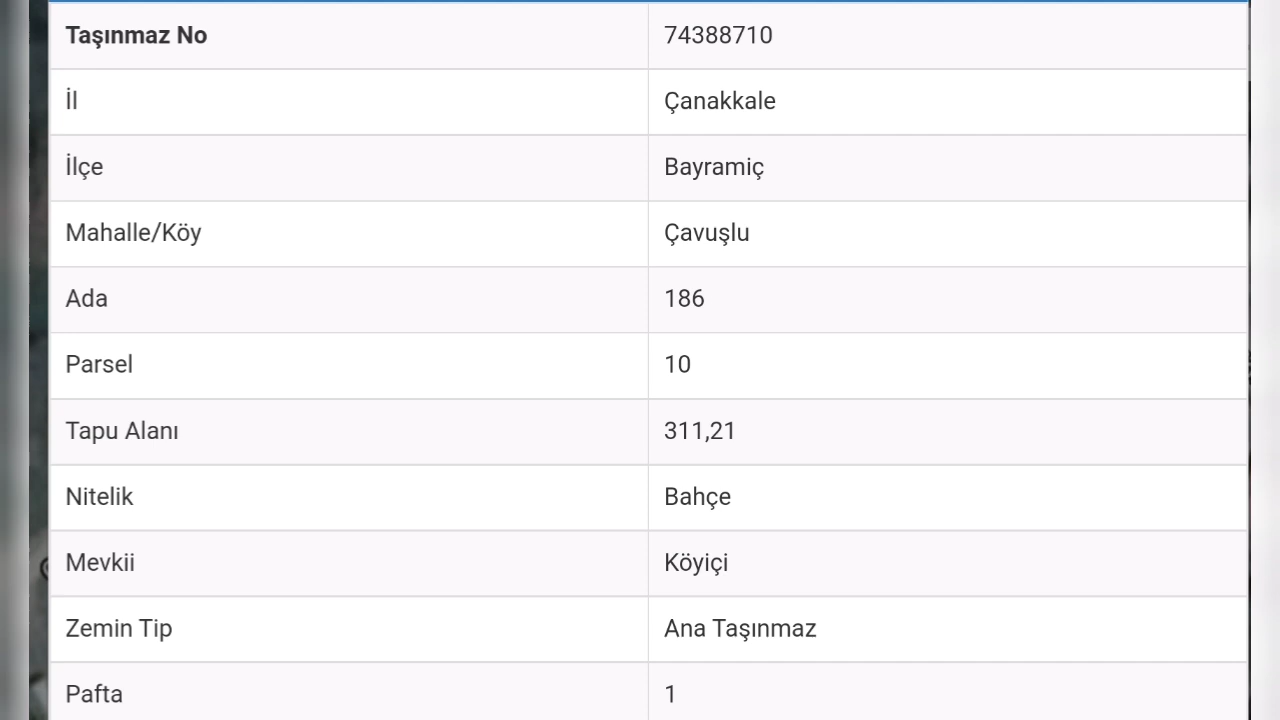 Taşınmaz No 74388710
İl Çanakkale
İlçe Bayramiç
Mahalle/Köy Çavuşlu
Ada 186
Parsel 10
Tapu Alanı 311,21
Nitelik Bahçe
Mevkii Köyiçi
Zemin Tip Ana Taşınmaz
Pafta 1